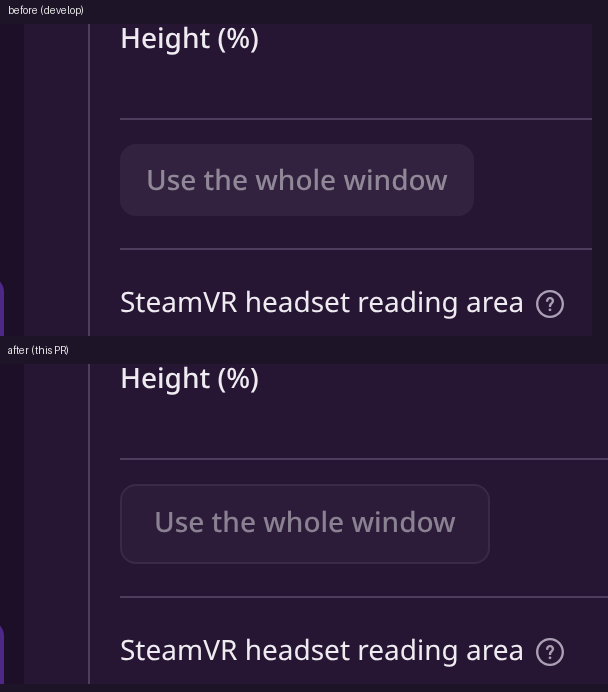 before (develop)
Height (%)
Use the whole window
SteamVR headset reading area ?
after (this PR)
Height (%)
Use the whole window
SteamVR headset reading area ?